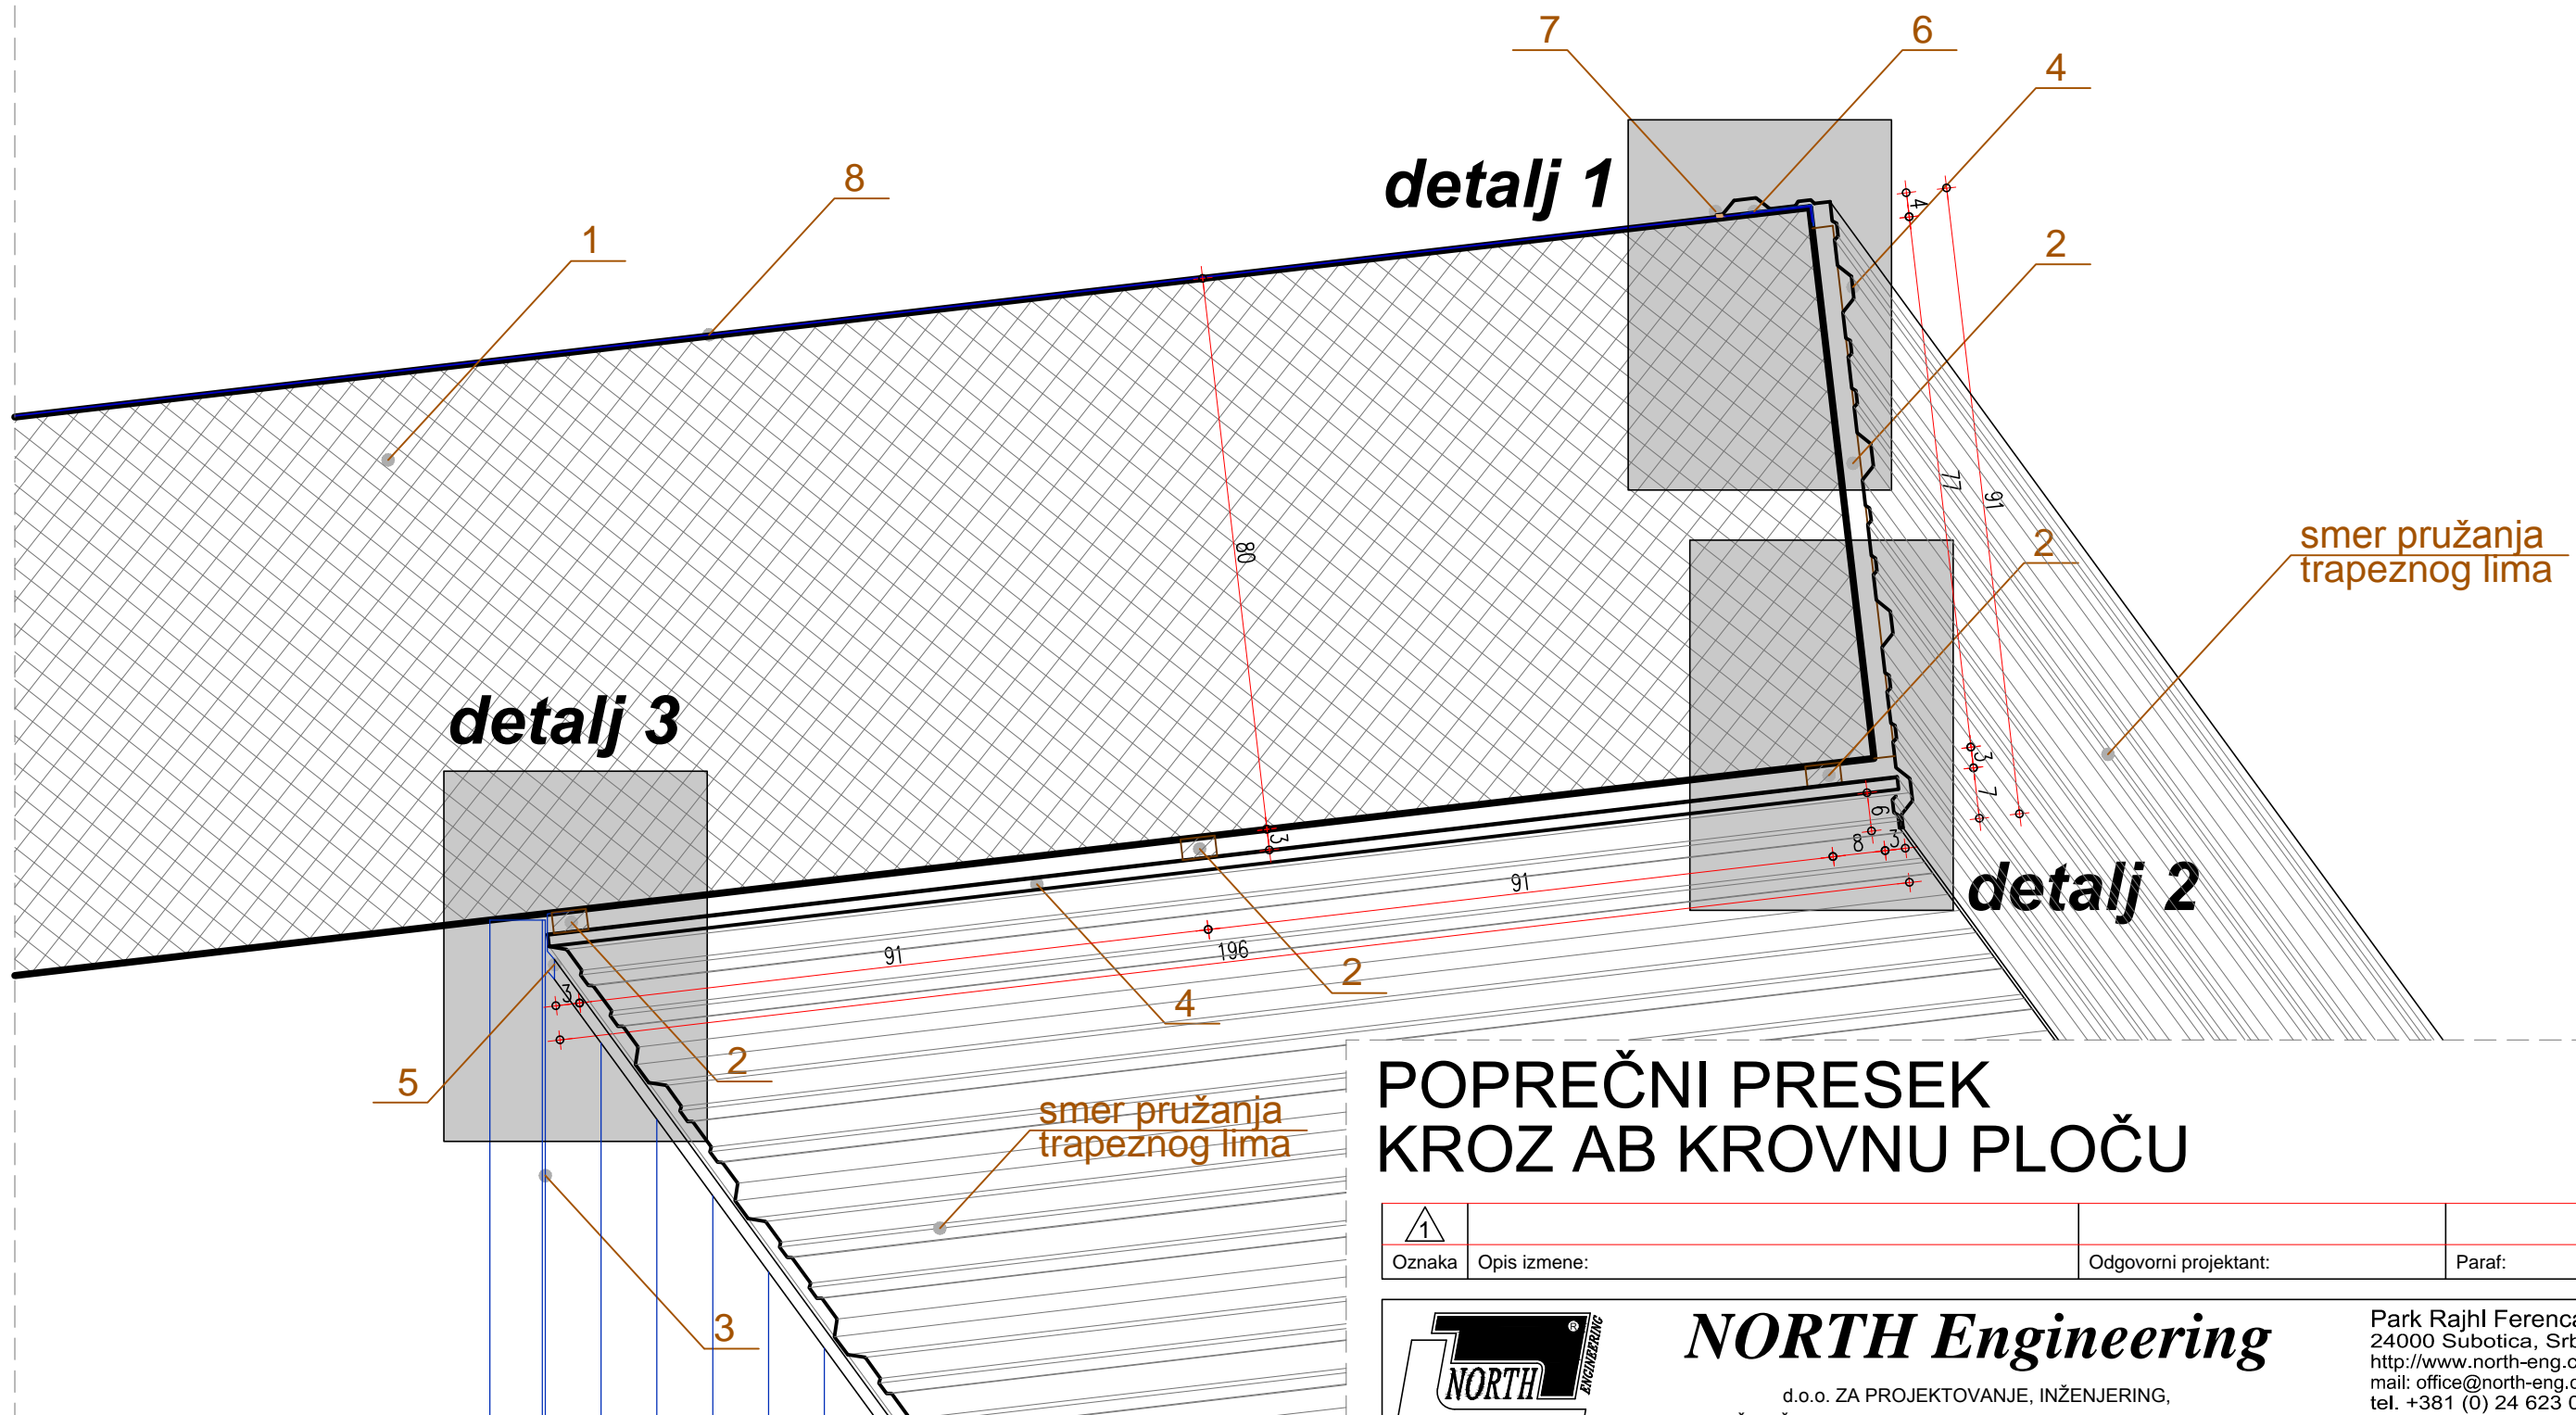 7
6
4
8
detalj 1
1
2
4
80
77
91
2
smer pružanja
trapeznog lima
detalj 3
3
7
3
6
8
3
91
detalj 2
91
196
2
3
4
5
2
smer pružanja
trapeznog lima
3
POPREČNI PRESEK
KROZ AB KROVNU PLOČU
1
Oznaka
Opis izmene:
Odgovorni projektant:
Paraf:
NORTH
ENGINEERING
®
NORTH Engineering
d.o.o. ZA PROJEKTOVANJE, INŽENJERING,
Park Rajhl Ferenca
24000 Subotica, Srb
http://www.north-eng.c
mail: office@north-eng.c
tel. +381 (0) 24 623